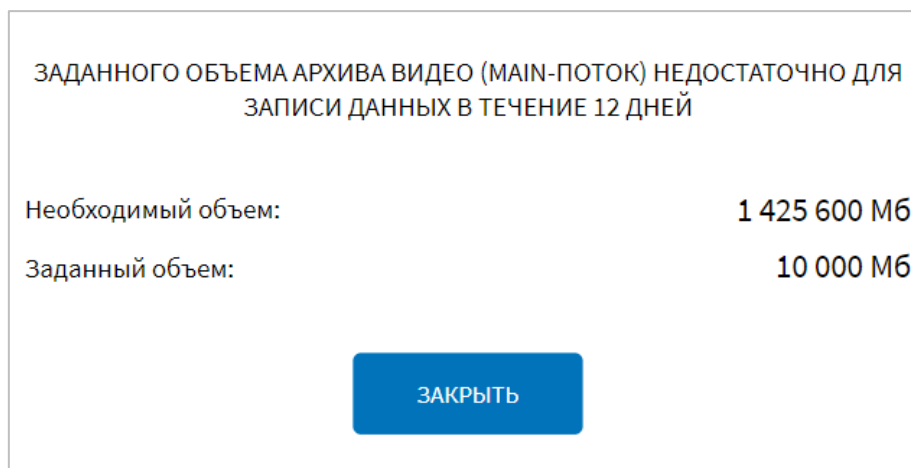 ЗАДАННОГО ОБЪЕМА АРХИВА ВИДЕО (MAIN-ПОТОК) НЕДОСТАТОЧНО ДЛЯ
ЗАПИСИ ДАННЫХ В ТЕЧЕНИЕ 12 ДНЕЙ
Необходимый объем: 1 425 600 Мб
Заданный объем: 10 000 Мб
ЗАКРЫТЬ